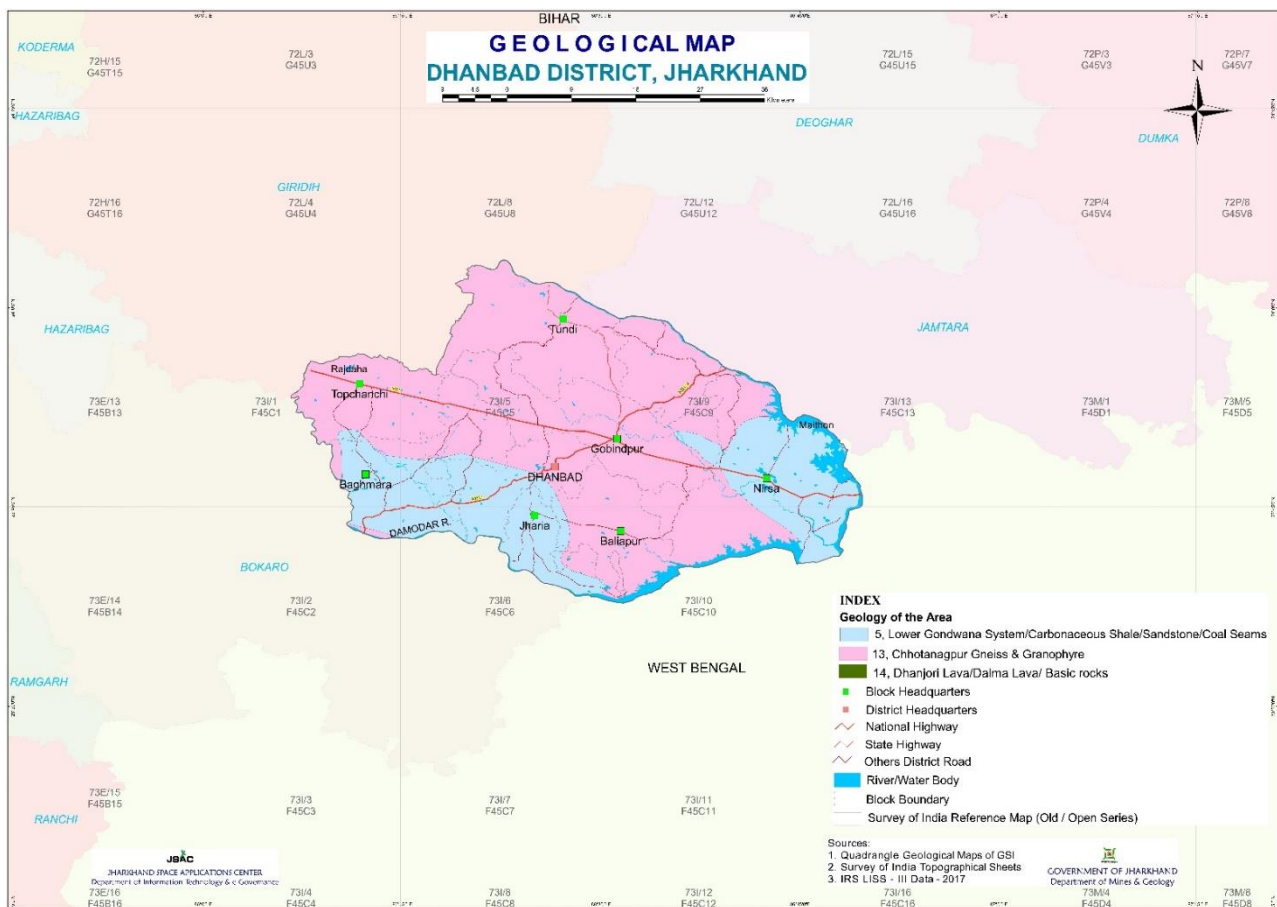 BIHAR
GEOLOGICAL MAP
DHANBAD DISTRICT, JHARKHAND
Kilometers
N
KODERMA
72H/15
G45T15
72L/3
G45U3
72L/15
G45U15
72P/3
G45V3
72P/7
G45V7
HAZARIBAG
DEOGHAR
DUMKA
GIRIDIH
72H/16
G45T16
72L/4
G45U4
72L/8
G45U8
72L/12
G45U12
72L/16
G45U16
72P/4
G45V4
72P/8
G45V8
HAZARIBAG
Tundi
JAMTARA
Topchanchi
73E/13
F45B13
73I/1
F45C1
73I/5
F45C5
73I/9
F45C9
73I/13
F45C13
73M/1
F45D1
73M/5
F45D5
Maithon
Gobindpur
DHANBAD
Baghmara
Nirsa
Jharia
DAMODAR R.
Baliapur
BOKARO
73E/14
F45B14
73I/2
F45C2
73I/6
F45C6
73I/10
F45C10
INDEX
Geology of the Area
5, Lower Gondwana System/Carbonaceous Shale/Sandstone/Coal Seams
13, Chhotanagpur Gneiss & Granophyre
14, Dhanjori Lava/Dalma Lava/ Basic rocks
Block Headquarters
District Headquarters
National Highway
State Highway
Others District Road
River/Water Body
Block Boundary
Survey of India Reference Map (Old / Open Series)
WEST BENGAL
RAMGARH
73E/15
F45B15
73I/3
F45C3
73I/7
F45C7
73I/11
F45C11
RANCHI
Sources:
1. Quadrangle Geological Maps of GSI
2. Survey of India Topographical Sheets
3. IRS LISS - III Data - 2017
GOVERNMENT OF JHARKHAND
Department of Mines & Geology
JSAC
JHARKHAND SPACE APPLICATIONS CENTER
Department of Information Technology & e Governance
73E/16
F45B16
73I/4
F45C4
73I/8
F45C8
73I/12
F45C12
73I/16
F45C16
73M/4
F45D4
73M/8
F45D8